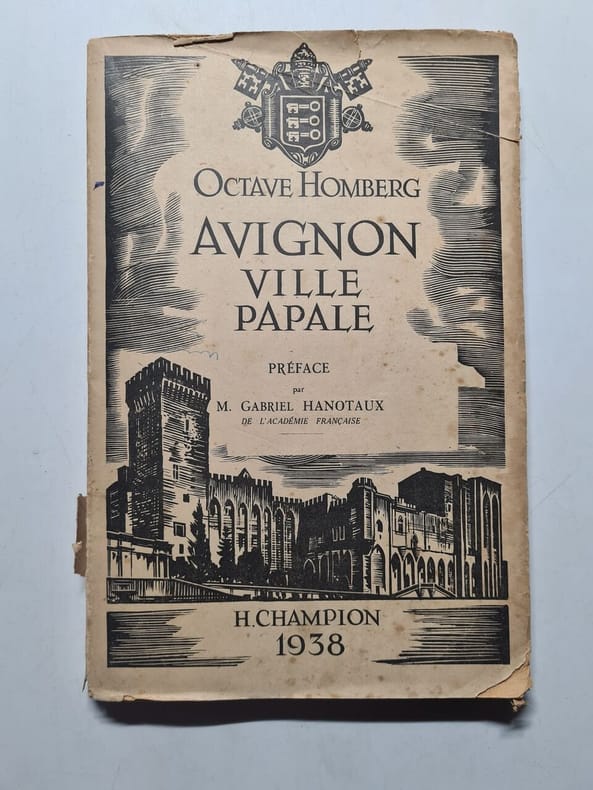 OCTAVE HOMBERG
AVIGNON
VILLE
PAPALE
PRÉFACE
par
M. GABRIEL HANOTAUX
DE L'ACADÉMIE FRANÇAISE
H. CHAMPION
1938